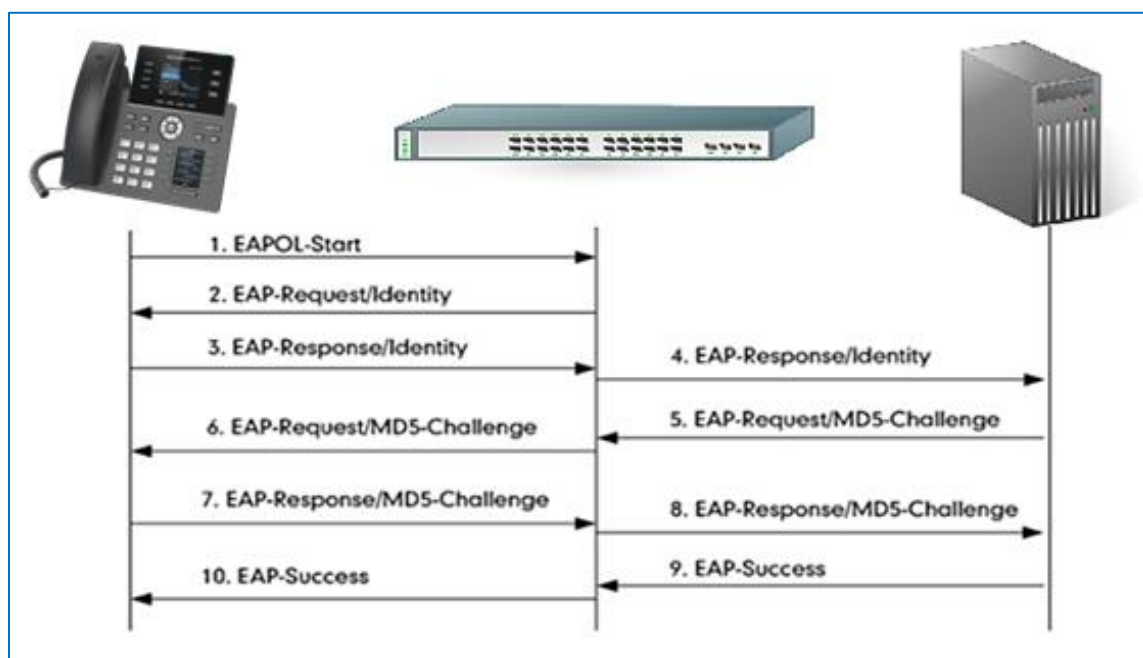 1. EAPOL-Start
2. EAP-Request/Identity
3. EAP-Response/Identity
4. EAP-Response/Identity
5. EAP-Request/MD5-Challenge
6. EAP-Request/MD5-Challenge
7. EAP-Response/MD5-Challenge
8. EAP-Response/MD5-Challenge
9. EAP-Success
10. EAP-Success